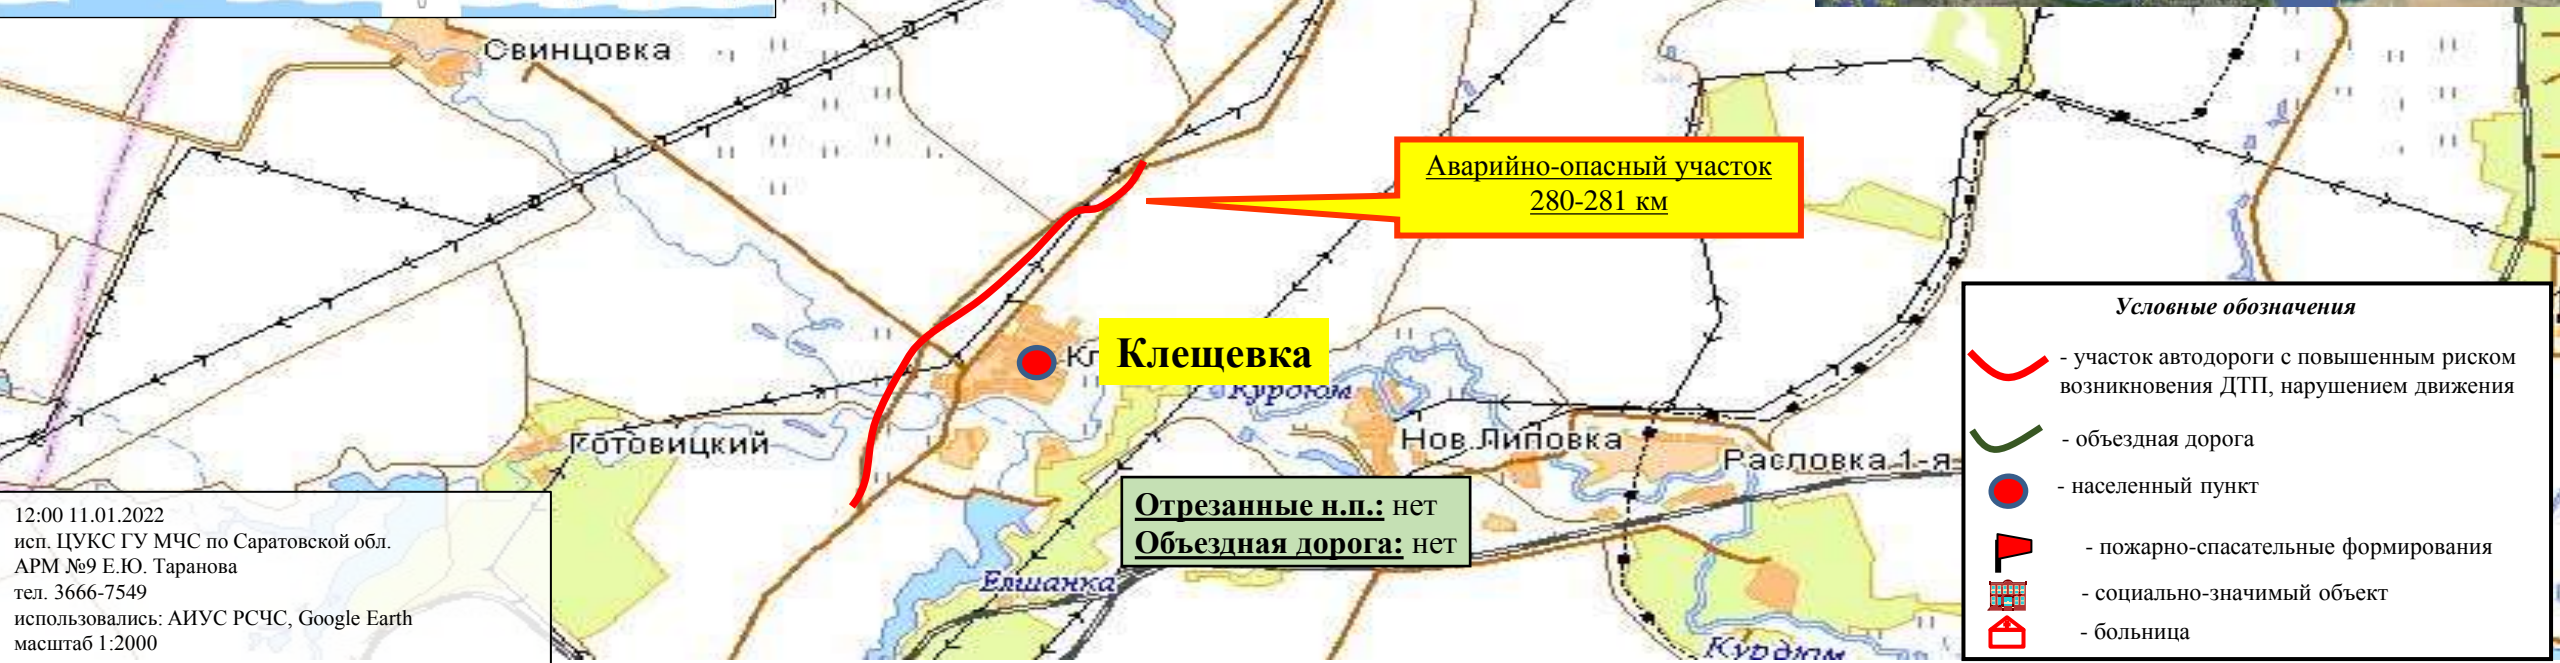 Свинцовка
Аварийно-опасный участок
280-281 км
Клещевка
Кл
Курдюм
Готовицкий
Нов.Липовка
Расловка 1-я
Отрезанные н.п.: нет
Объездная дорога: нет
Елшанка
Курдюм
12:00 11.01.2022
исп. ЦУКС ГУ МЧС по Саратовской обл.
АРМ №9 Е.Ю. Таранова
тел. 3666-7549
использовались: АИУС РСЧС, Google Earth
масштаб 1:2000
Условные обозначения
- участок автодороги с повышенным риском
возникновения ДТП, нарушением движения
- объездная дорога
- населенный пункт
- пожарно-спасательные формирования
- социально-значимый объект
- больница